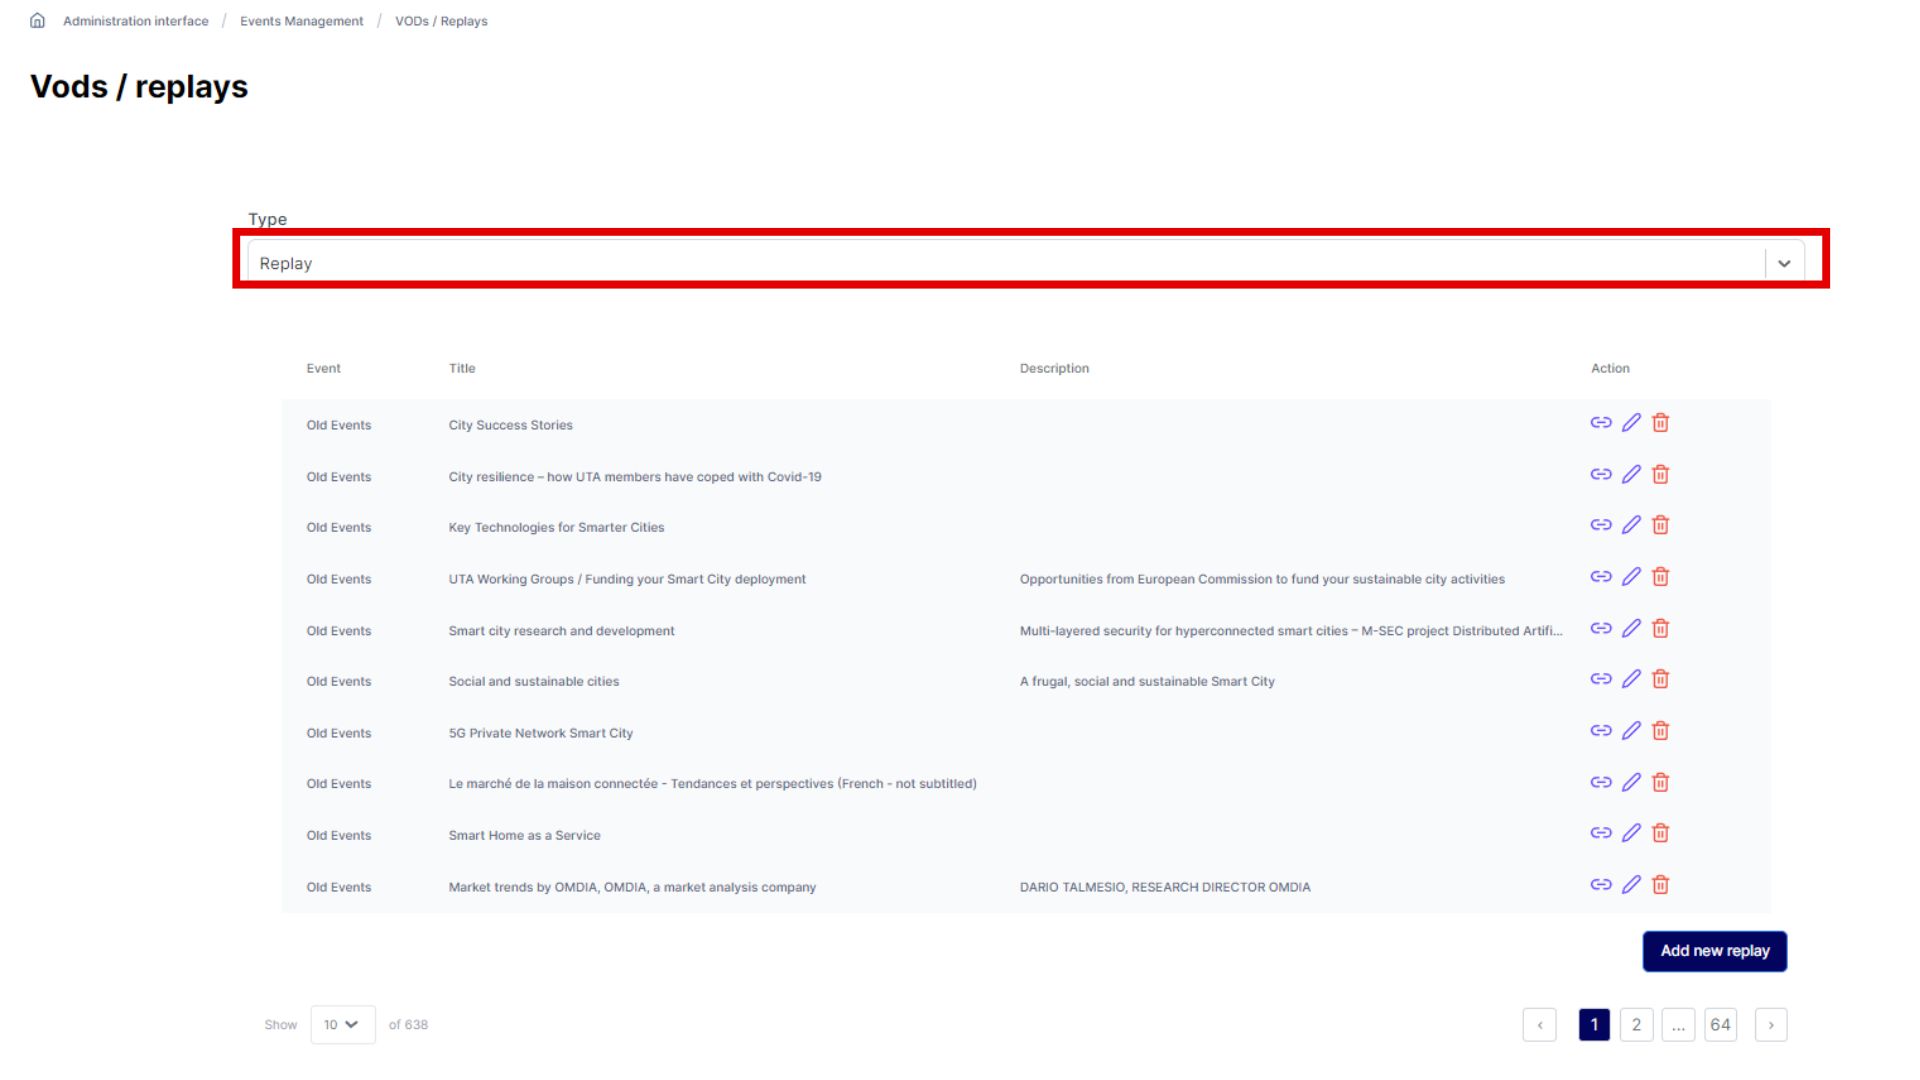 Administration interface / Events Management / VODs / Replays
Vods / replays
Type
Replay
Event Title Description Action
Old Events City Success Stories
Old Events City resilience – how UTA members have coped with Covid-19
Old Events Key Technologies for Smarter Cities
Old Events UTA Working Groups / Funding your Smart City deployment Opportunities from European Commission to fund your sustainable city activities
Old Events Smart city research and development Multi-layered security for hyperconnected smart cities – M-SEC project Distributed Artifi...
Old Events Social and sustainable cities A frugal, social and sustainable Smart City
Old Events 5G Private Network Smart City
Old Events Le marché de la maison connectée - Tendances et perspectives (French - not subtitled)
Old Events Smart Home as a Service
Old Events Market trends by OMDIA, OMDIA, a market analysis company DARIO TALMESIO, RESEARCH DIRECTOR OMDIA
Add new replay
Show 10 of 638 ‹ 1 2 ... 64 ›